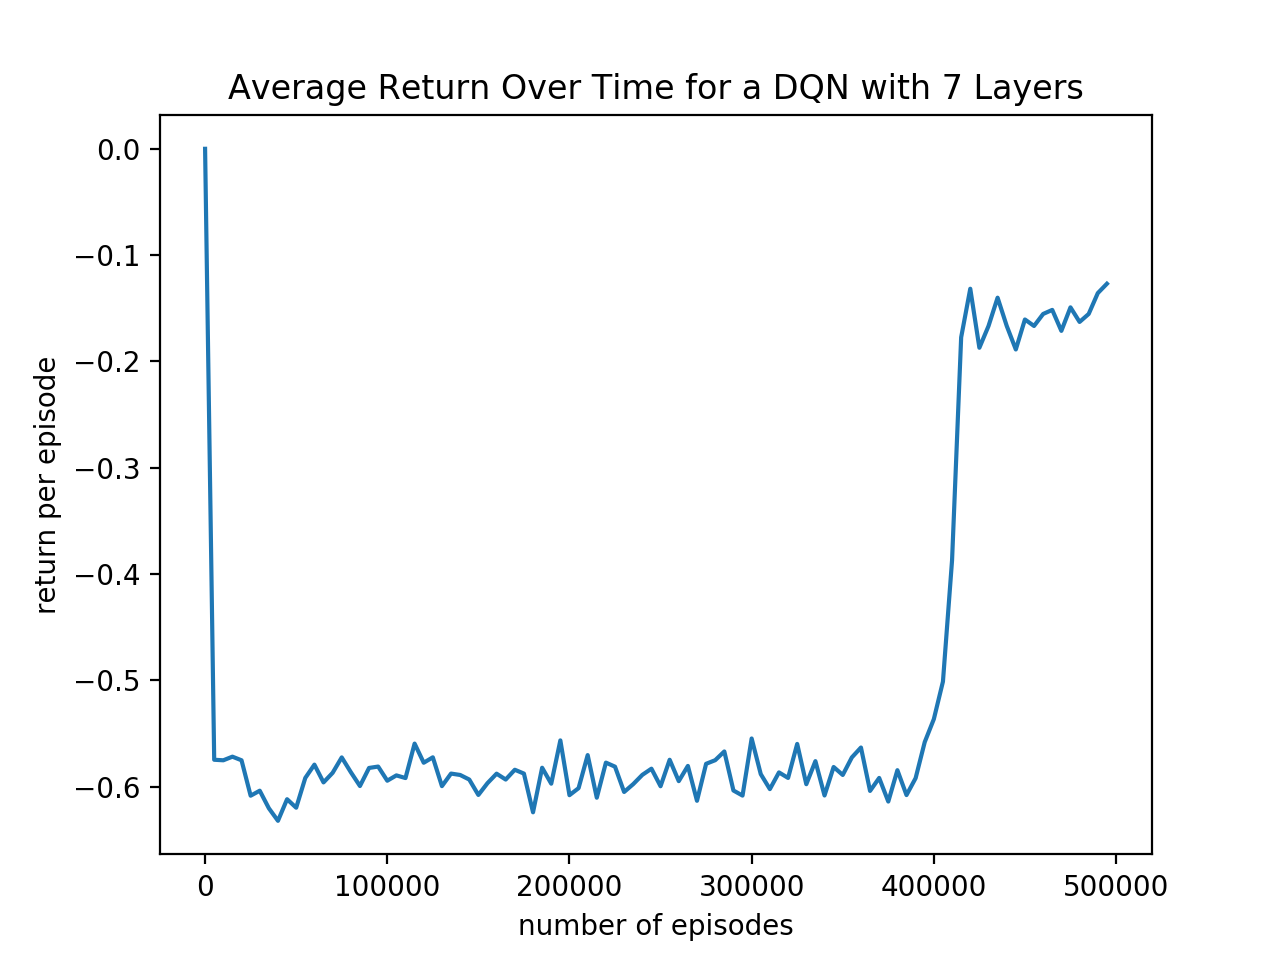 Average Return Over Time for a DQN with 7 Layers
0.0
−0.1
−0.2
−0.3
−0.4
−0.5
−0.6
return per episode
0 100000 200000 300000 400000 500000
number of episodes